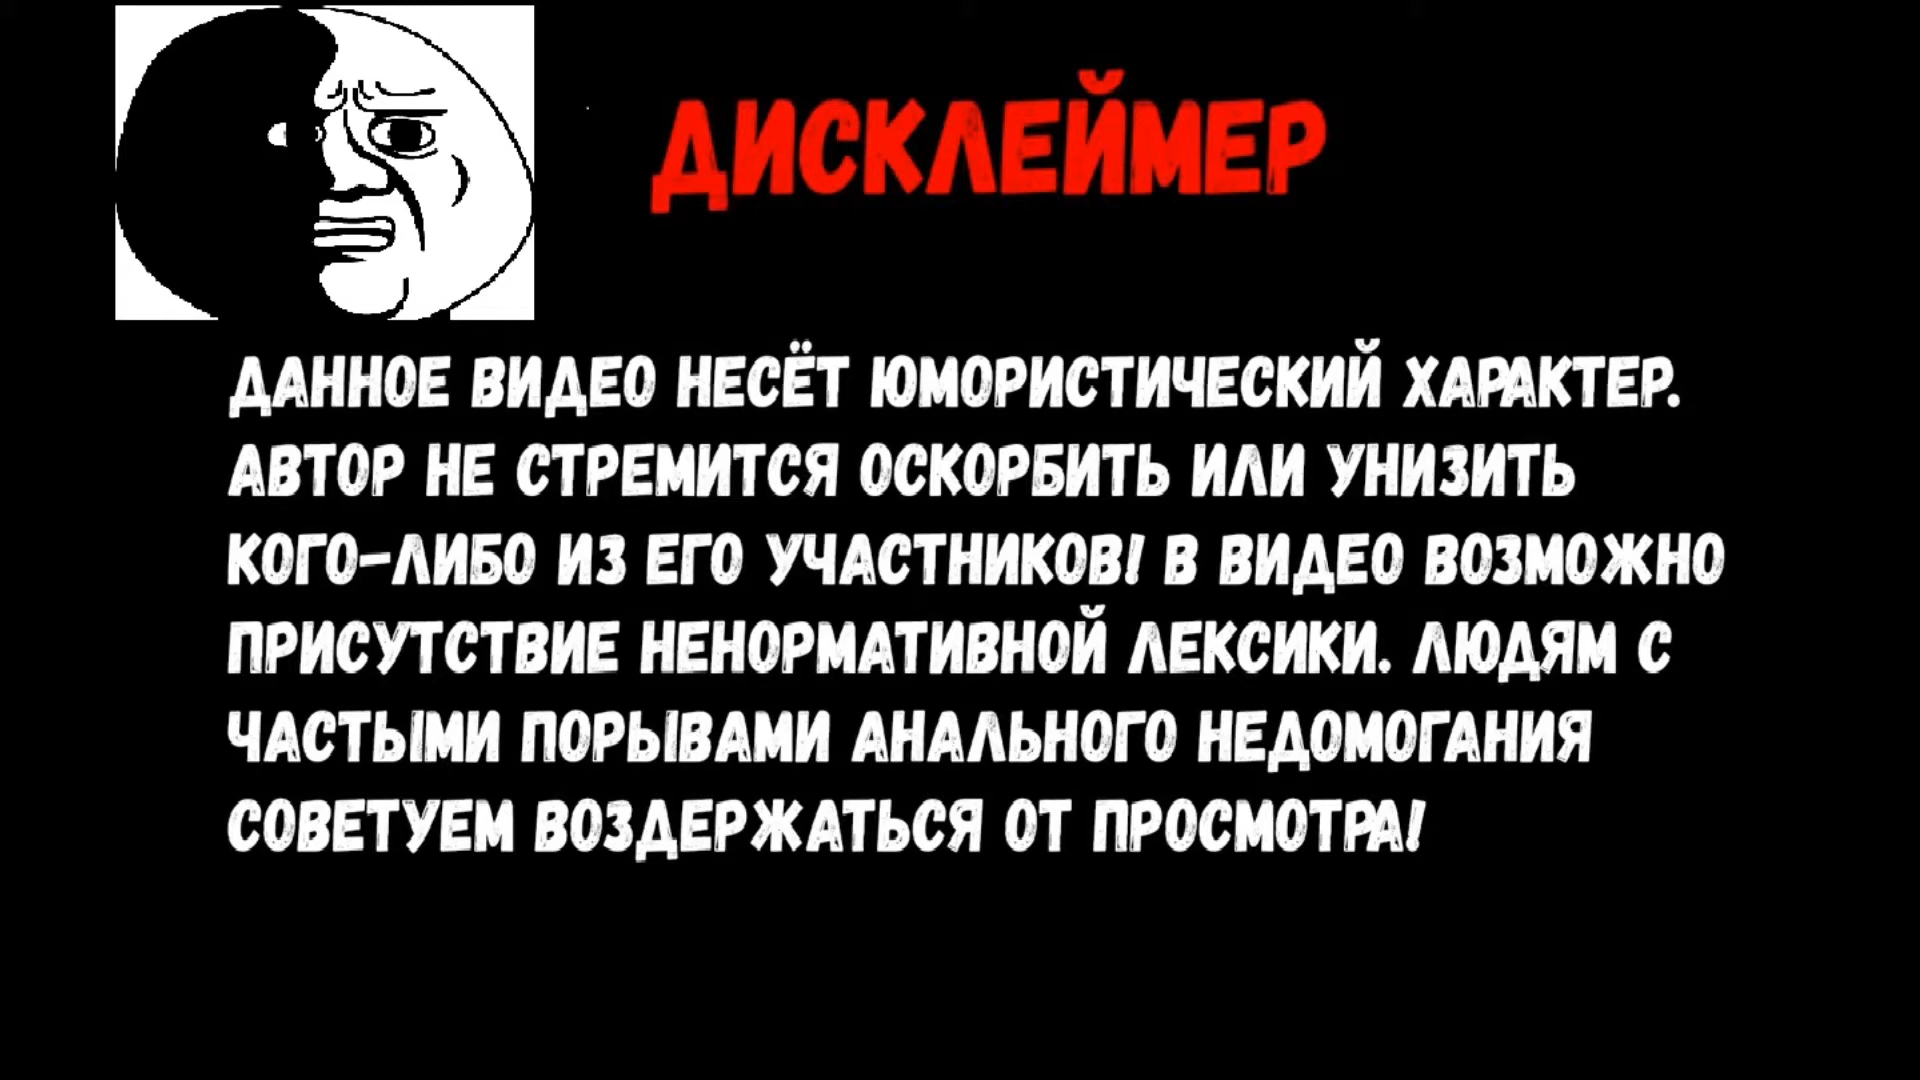 ДИСКЛЕЙМЕР
ДАННОЕ ВИДЕО НЕСЁТ ЮМОРИСТИЧЕСКИЙ ХАРАКТЕР.
АВТОР НЕ СТРЕМИТСЯ ОСКОРБИТЬ ИЛИ УНИЗИТЬ
КОГО-ЛИБО ИЗ ЕГО УЧАСТНИКОВ! В ВИДЕО ВОЗМОЖНО
ПРИСУТСТВИЕ НЕНОРМАТИВНОЙ ЛЕКСИКИ. ЛЮДЯМ С
ЧАСТЫМИ ПОРЫВАМИ АНАЛЬНОГО НЕДОМОГАНИЯ
СОВЕТУЕМ ВОЗДЕРЖАТЬСЯ ОТ ПРОСМОТРА!